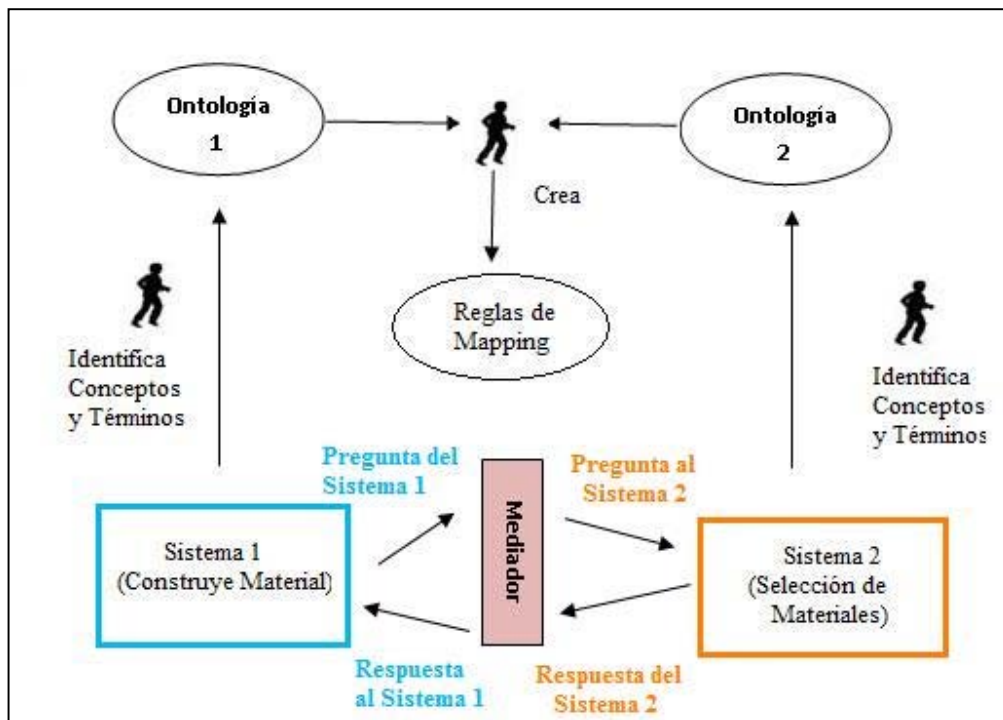 Ontología
1
Ontología
2
Crea
Reglas de
Mapping
Identifica
Conceptos
y Términos
Identifica
Conceptos
y Términos
Pregunta del
Sistema 1
Pregunta al
Sistema 2
Mediador
Sistema 1
(Construye Material)
Sistema 2
(Selección de
Materiales)
Respuesta
al Sistema 1
Respuesta del
Sistema 2